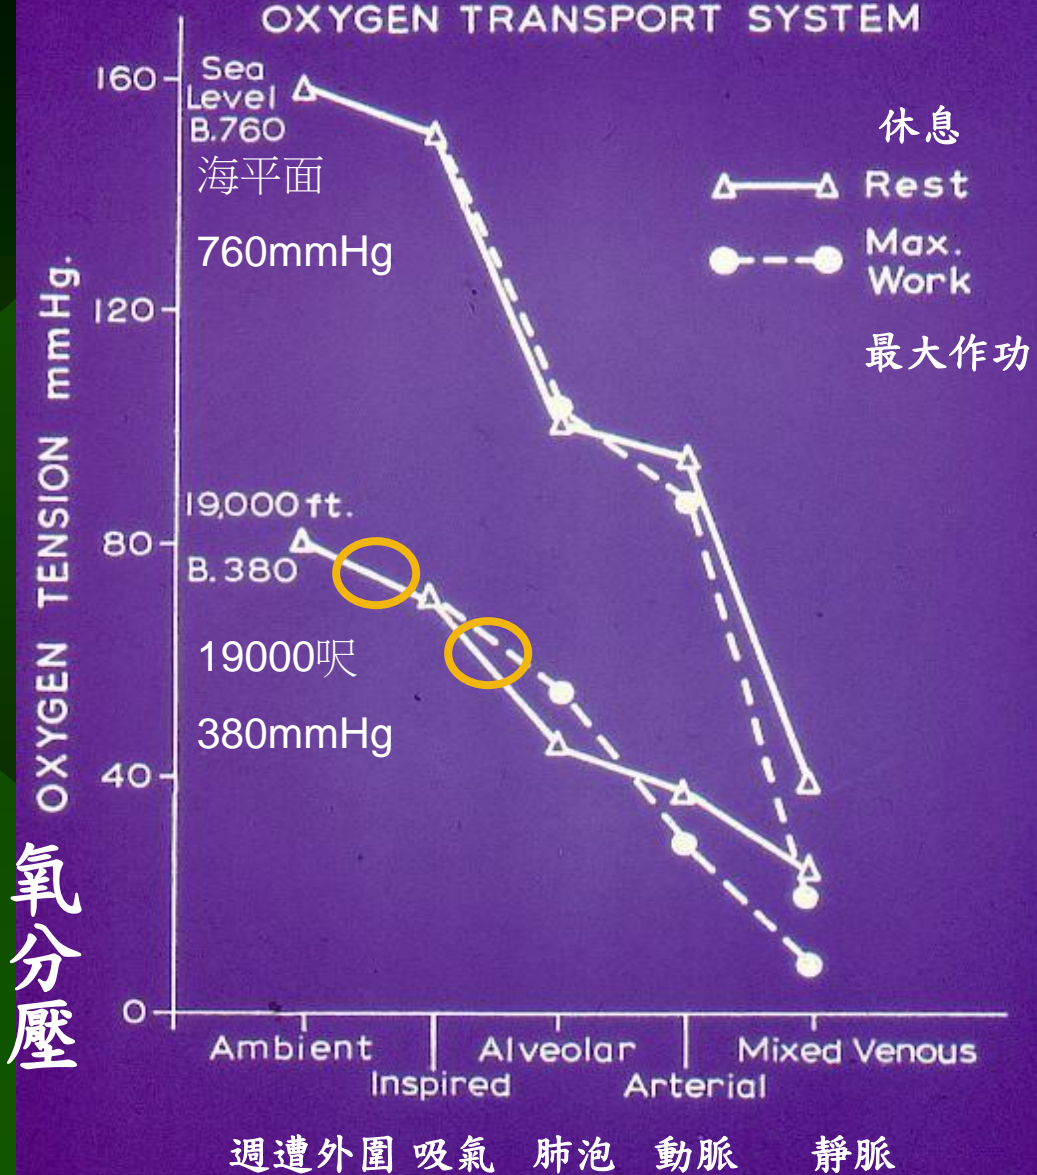 OXYGEN TRANSPORT SYSTEM
160
Sea
Level
B.760
海平面
760mmHg
休息
Rest
Max.
Work
最大作功
120
OXYGEN TENSION mmHg.
19,000 ft.
80
B.380
19000呎
380mmHg
40
氧分壓
0
Ambient
Alveolar
Mixed Venous
Inspired
Arterial
週遭外圍 吸氣 肺泡 動脈 靜脈